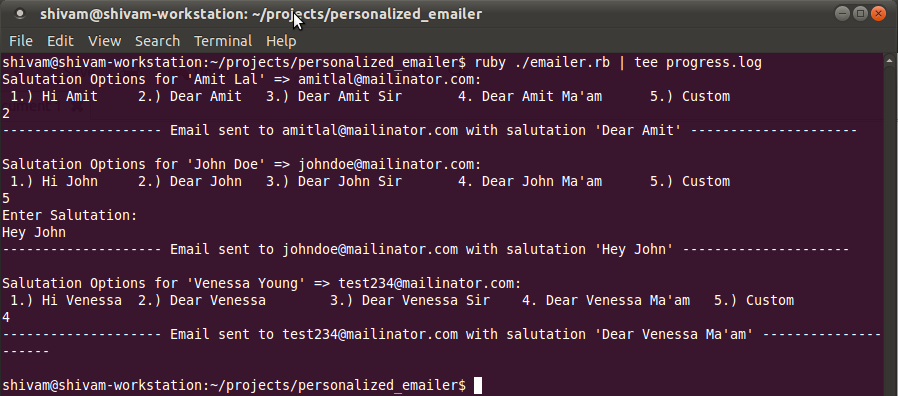 shivam@shivam-workstation: ~/projects/personalized_emailer
File Edit View Search Terminal Help
shivam@shivam-workstation:~/projects/personalized_emailer$ ruby ./emailer.rb | tee progress.log
Salutation Options for 'Amit Lal' => amitlal@mailinator.com:
 1.) Hi Amit     2.) Dear Amit   3.) Dear Amit Sir       4. Dear Amit Ma'am      5.) Custom
2
-------------------- Email sent to amitlal@mailinator.com with salutation 'Dear Amit' ---------------------
Salutation Options for 'John Doe' => johndoe@mailinator.com:
 1.) Hi John     2.) Dear John   3.) Dear John Sir       4. Dear John Ma'am      5.) Custom
5
Enter Salutation:
Hey John
-------------------- Email sent to johndoe@mailinator.com with salutation 'Hey John' ---------------------
Salutation Options for 'Venessa Young' => test234@mailinator.com:
 1.) Hi Venessa  2.) Dear Venessa        3.) Dear Venessa Sir    4. Dear Venessa Ma'am   5.) Custom
4
-------------------- Email sent to test234@mailinator.com with salutation 'Dear Venessa Ma'am' ---------------
------
shivam@shivam-workstation:~/projects/personalized_emailer$